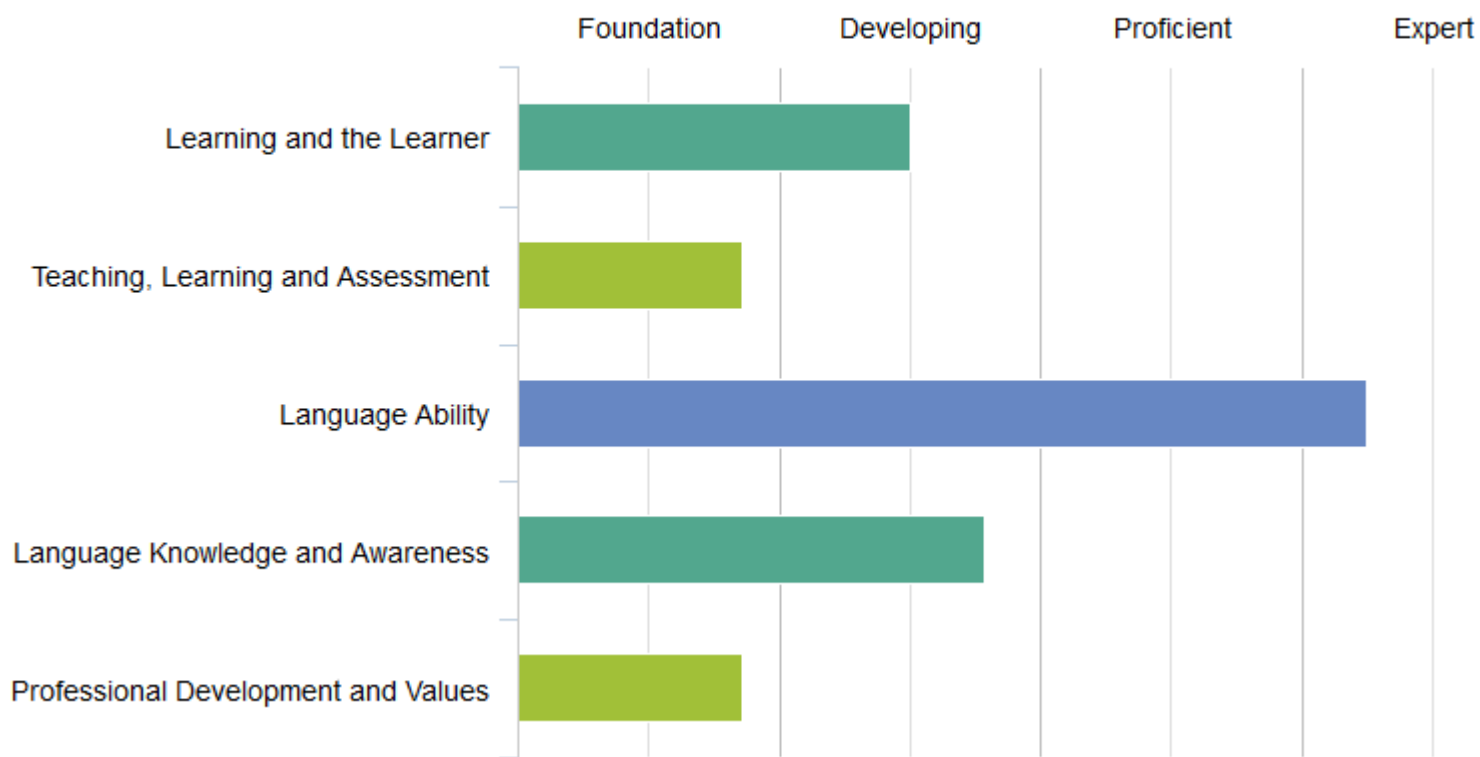 Foundation Developing Proficient Expert
Learning and the Learner
Teaching, Learning and Assessment
Language Ability
Language Knowledge and Awareness
Professional Development and Values